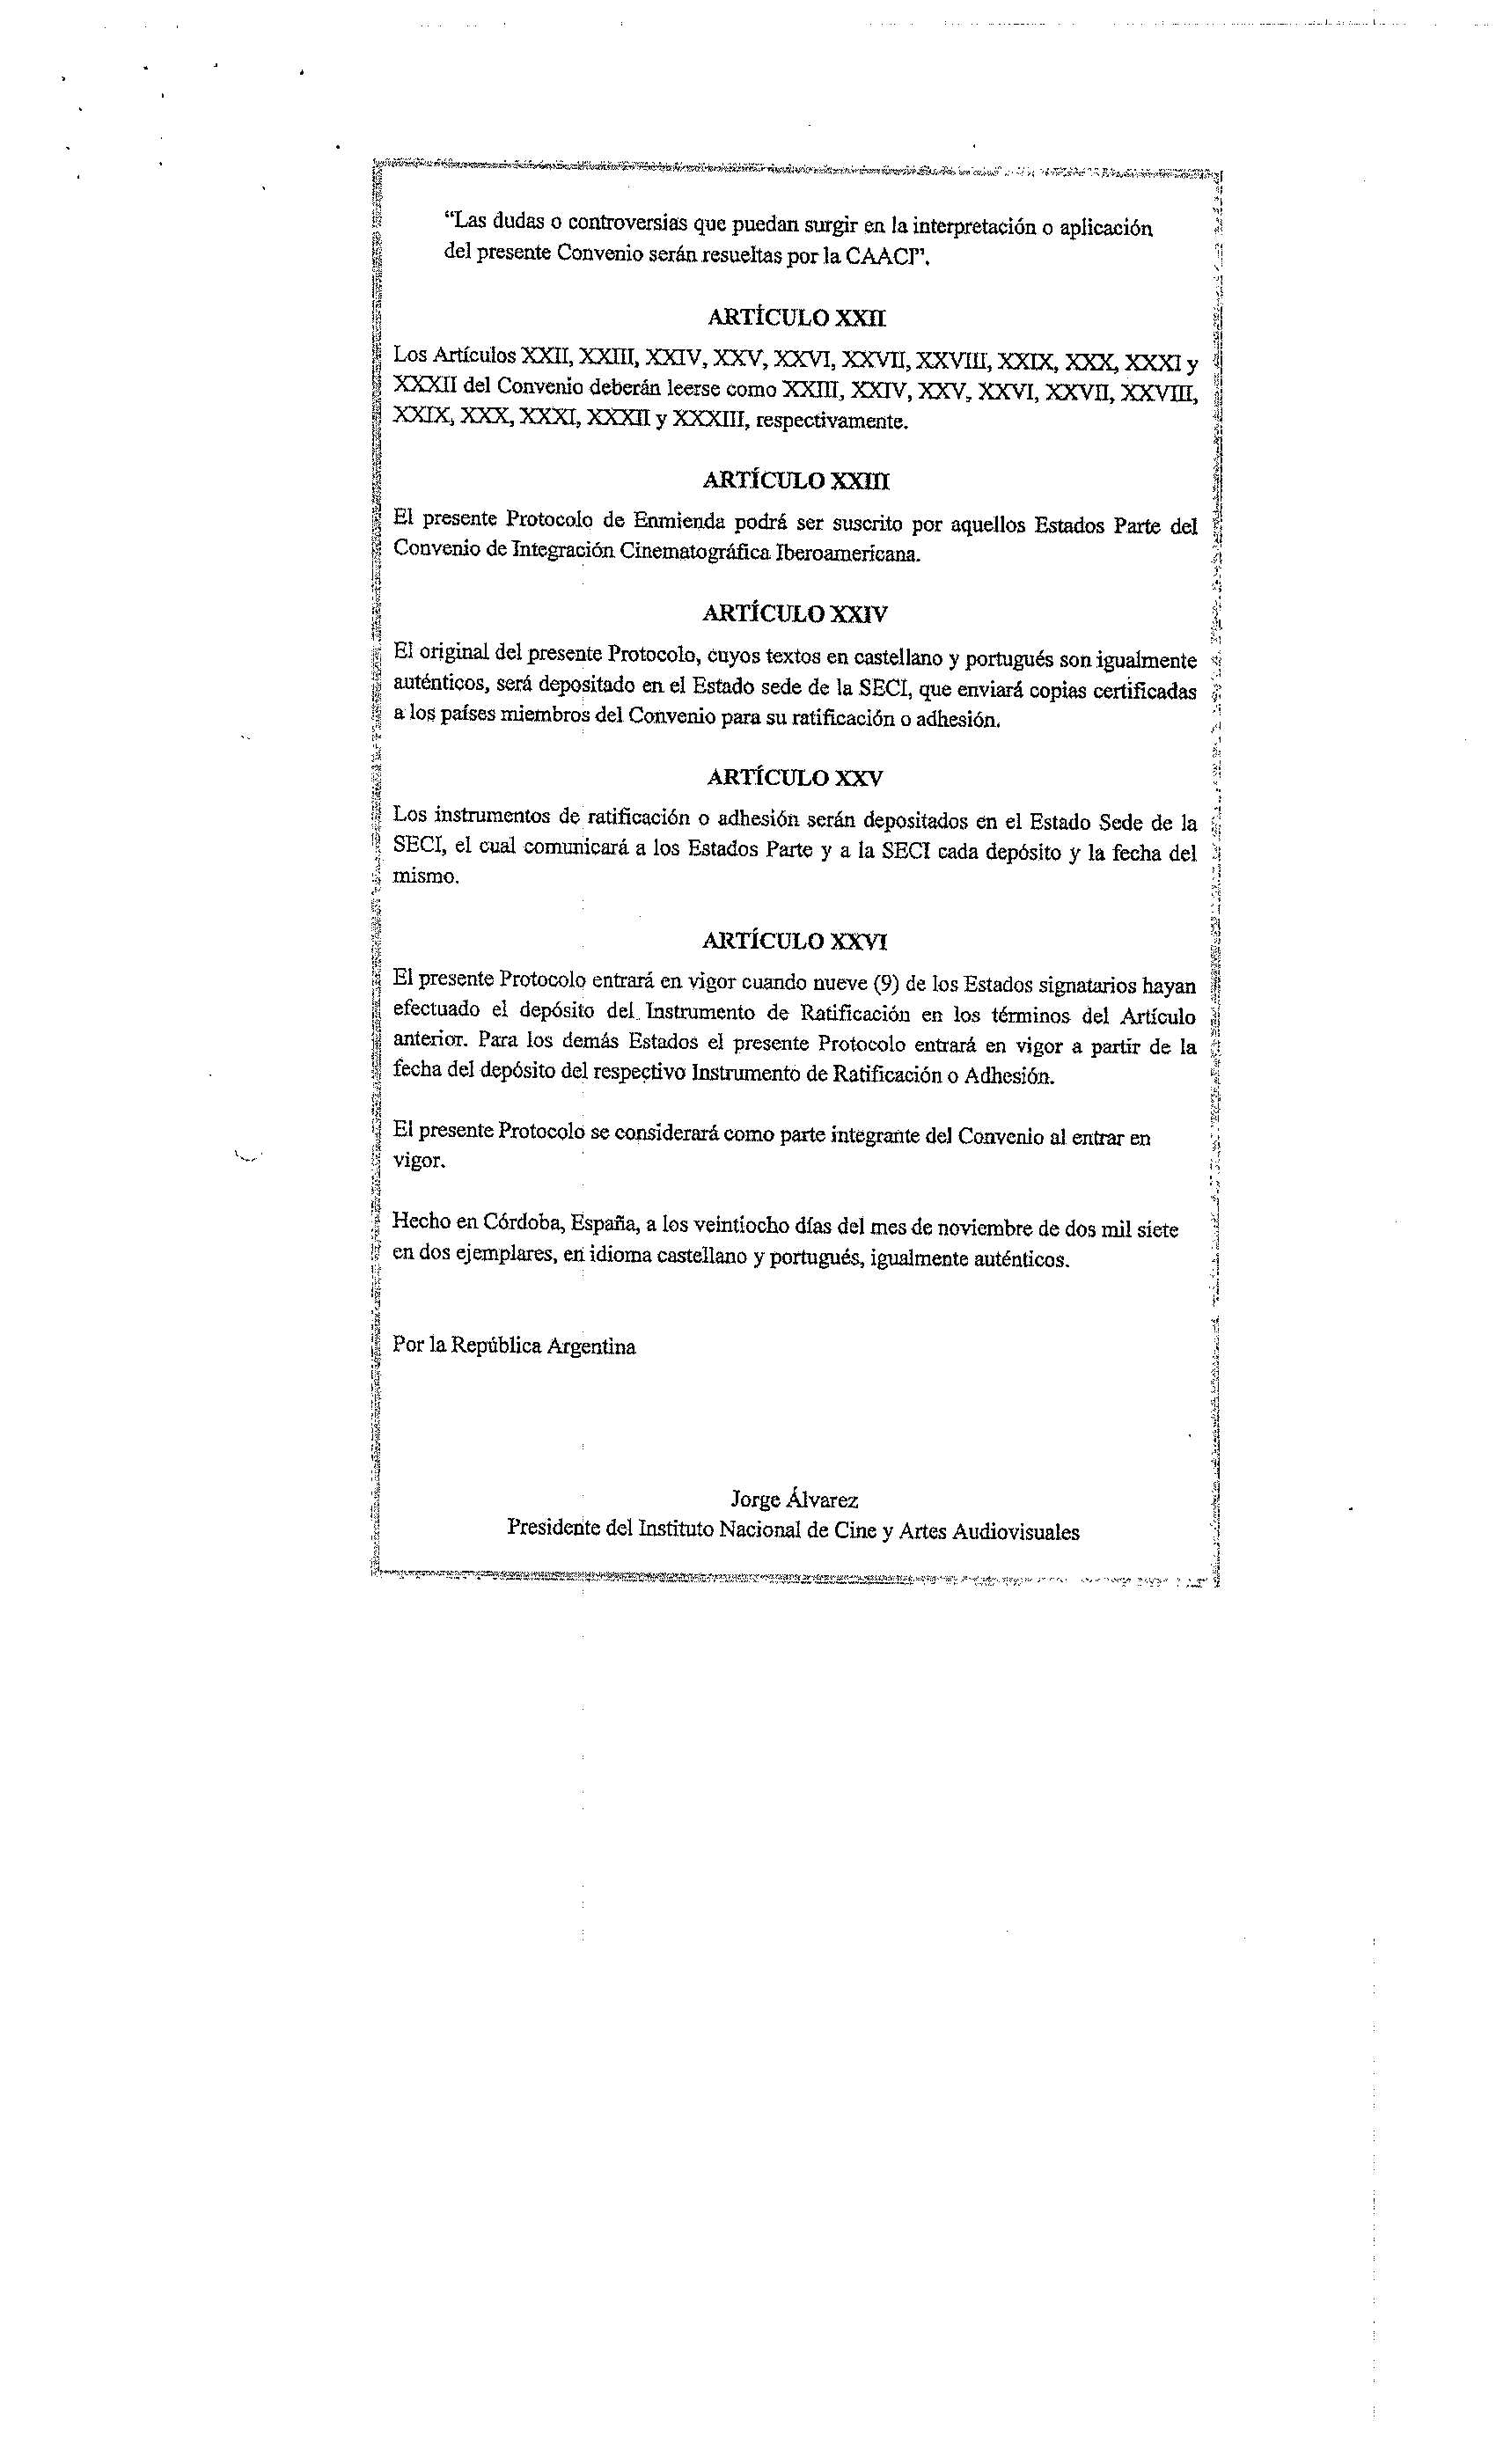 “Las dudas o controversias que puedan surgir en la interpretación o aplicación
del presente Convenio serán resueltas por la CAACI”.
ARTÍCULO XXII
Los Artículos XXII, XXIII, XXIV, XXV, XXVI, XXVII, XXVIII, XXIX, XXX, XXXI y
XXXII del Convenio deberán leerse como XXIII, XXIV, XXV, XXVI, XXVII, XXVIII,
XXIX, XXX, XXXI, XXXII y XXXIII, respectivamente.
ARTÍCULO XXIII
El presente Protocolo de Enmienda podrá ser suscrito por aquellos Estados Parte del
Convenio de Integración Cinematográfica Iberoamericana.
ARTÍCULO XXIV
El original del presente Protocolo, cuyos textos en castellano y portugués son igualmente
auténticos, será depositado en el Estado sede de la SECI, que enviará copias certificadas
a los países miembros del Convenio para su ratificación o adhesión.
ARTÍCULO XXV
Los instrumentos de ratificación o adhesión serán depositados en el Estado Sede de la
SECI, el cual comunicará a los Estados Parte y a la SECI cada depósito y la fecha del
mismo.
ARTÍCULO XXVI
El presente Protocolo entrará en vigor cuando nueve (9) de los Estados signatarios hayan
efectuado el depósito del Instrumento de Ratificación en los términos del Artículo
anterior. Para los demás Estados el presente Protocolo entrará en vigor a partir de la
fecha del depósito del respectivo Instrumento de Ratificación o Adhesión.
El presente Protocolo se considerará como parte integrante del Convenio al entrar en
vigor.
Hecho en Córdoba, España, a los veintiocho días del mes de noviembre de dos mil siete
en dos ejemplares, en idioma castellano y portugués, igualmente auténticos.
Por la República Argentina
Jorge Álvarez
Presidente del Instituto Nacional de Cine y Artes Audiovisuales